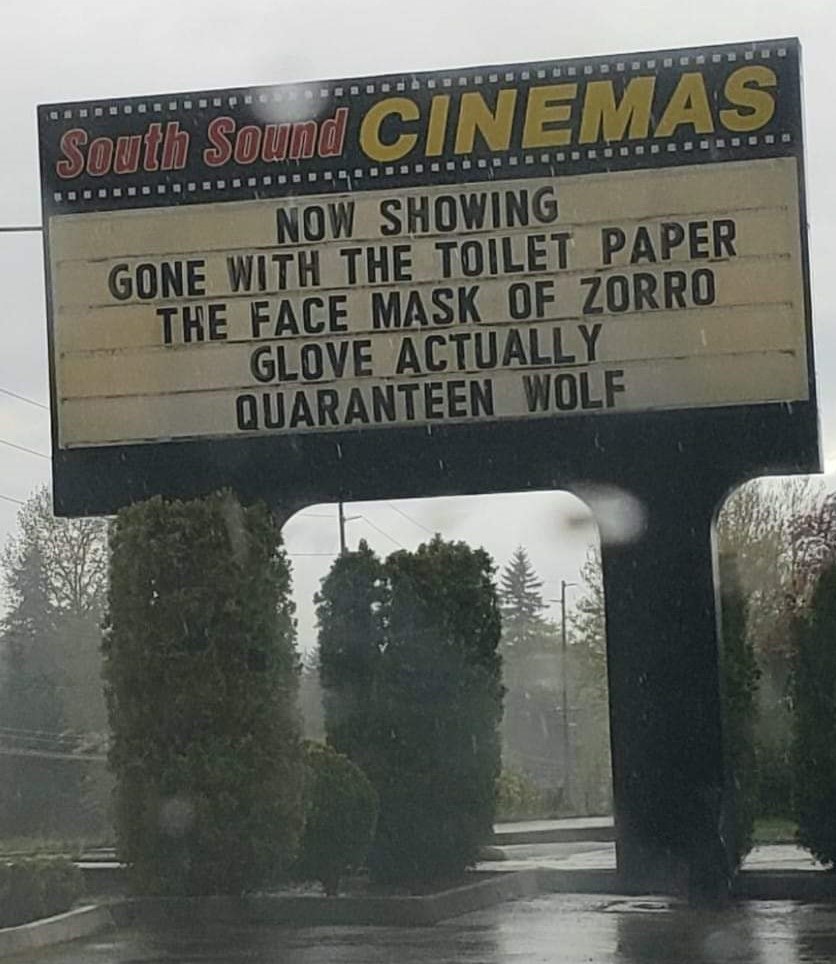 South Sound CINEMAS
NOW SHOWING
GONE WITH THE TOILET PAPER
THE FACE MASK OF ZORRO
GLOVE ACTUALLY
QUARANTEEN WOLF